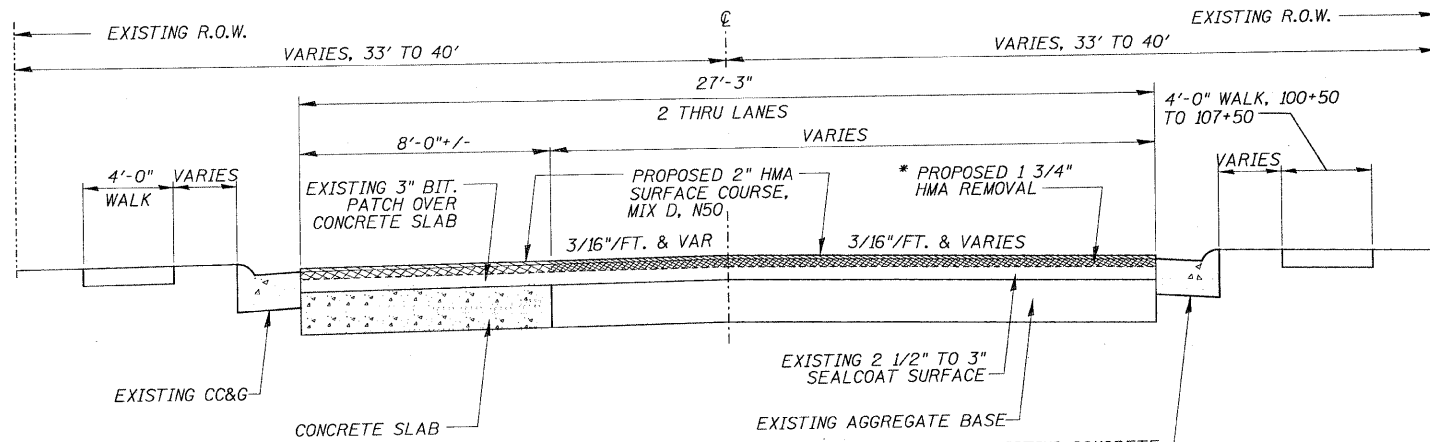 ℄
EXISTING R.O.W.
EXISTING R.O.W.
VARIES, 33' TO 40'
VARIES, 33' TO 40'
27'-3"
2 THRU LANES
4'-0" WALK, 100+50
TO 107+50
8'-0"+/-
VARIES
4'-0"
WALK
VARIES
EXISTING 3" BIT.
PATCH OVER
CONCRETE SLAB
PROPOSED 2" HMA
SURFACE COURSE,
MIX D, N50
* PROPOSED 1 3/4"
HMA REMOVAL
VARIES
3/16"/FT. & VAR
3/16"/FT. & VARIES
EXISTING 2 1/2" TO 3"
SEALCOAT SURFACE
EXISTING CC&G
EXISTING AGGREGATE BASE
CONCRETE SLAB
CONCRETE